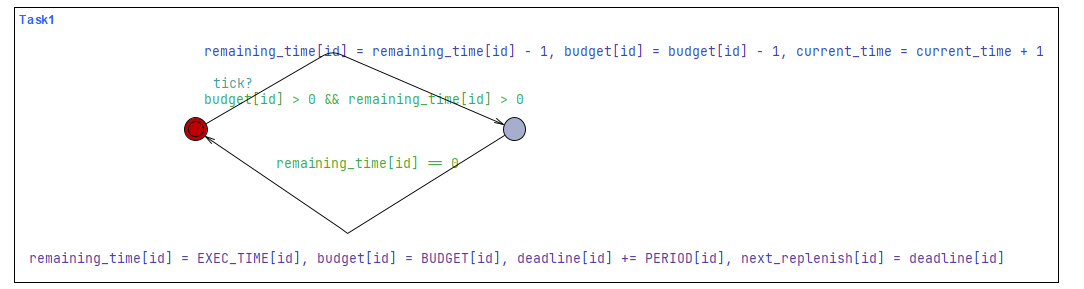 Task1
remaining_time[id] = remaining_time[id] - 1, budget[id] = budget[id] - 1, current_time = current_time + 1
tick?
budget[id] > 0 && remaining_time[id] > 0
remaining_time[id] == 0
remaining_time[id] = EXEC_TIME[id], budget[id] = BUDGET[id], deadline[id] += PERIOD[id], next_replenish[id] = deadline[id]